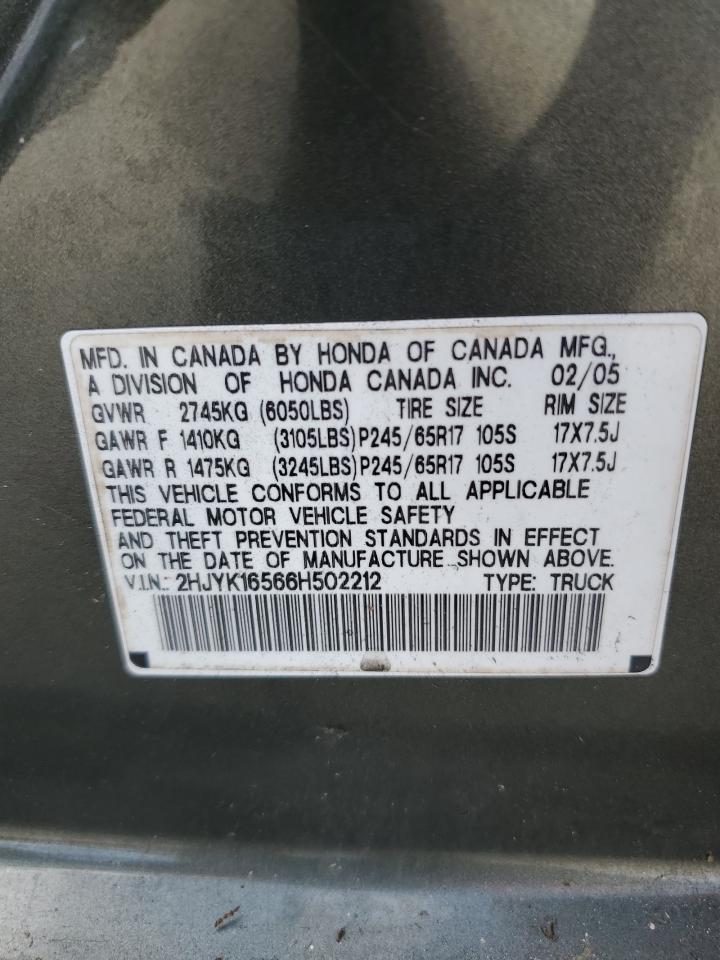 MFD. IN CANADA BY HONDA OF CANADA MFG.,
A DIVISION OF HONDA CANADA INC. 02/05
GVWR 2745KG (6050LBS) TIRE SIZE RIM SIZE
GAWR F 1410KG (3105LBS) P245/65R17 105S 17X7.5J
GAWR R 1475KG (3245LBS) P245/65R17 105S 17X7.5J
THIS VEHICLE CONFORMS TO ALL APPLICABLE
FEDERAL MOTOR VEHICLE SAFETY
AND THEFT PREVENTION STANDARDS IN EFFECT
ON THE DATE OF MANUFACTURE SHOWN ABOVE.
V.I.N.: 2HJYK16566H502212 TYPE: TRUCK